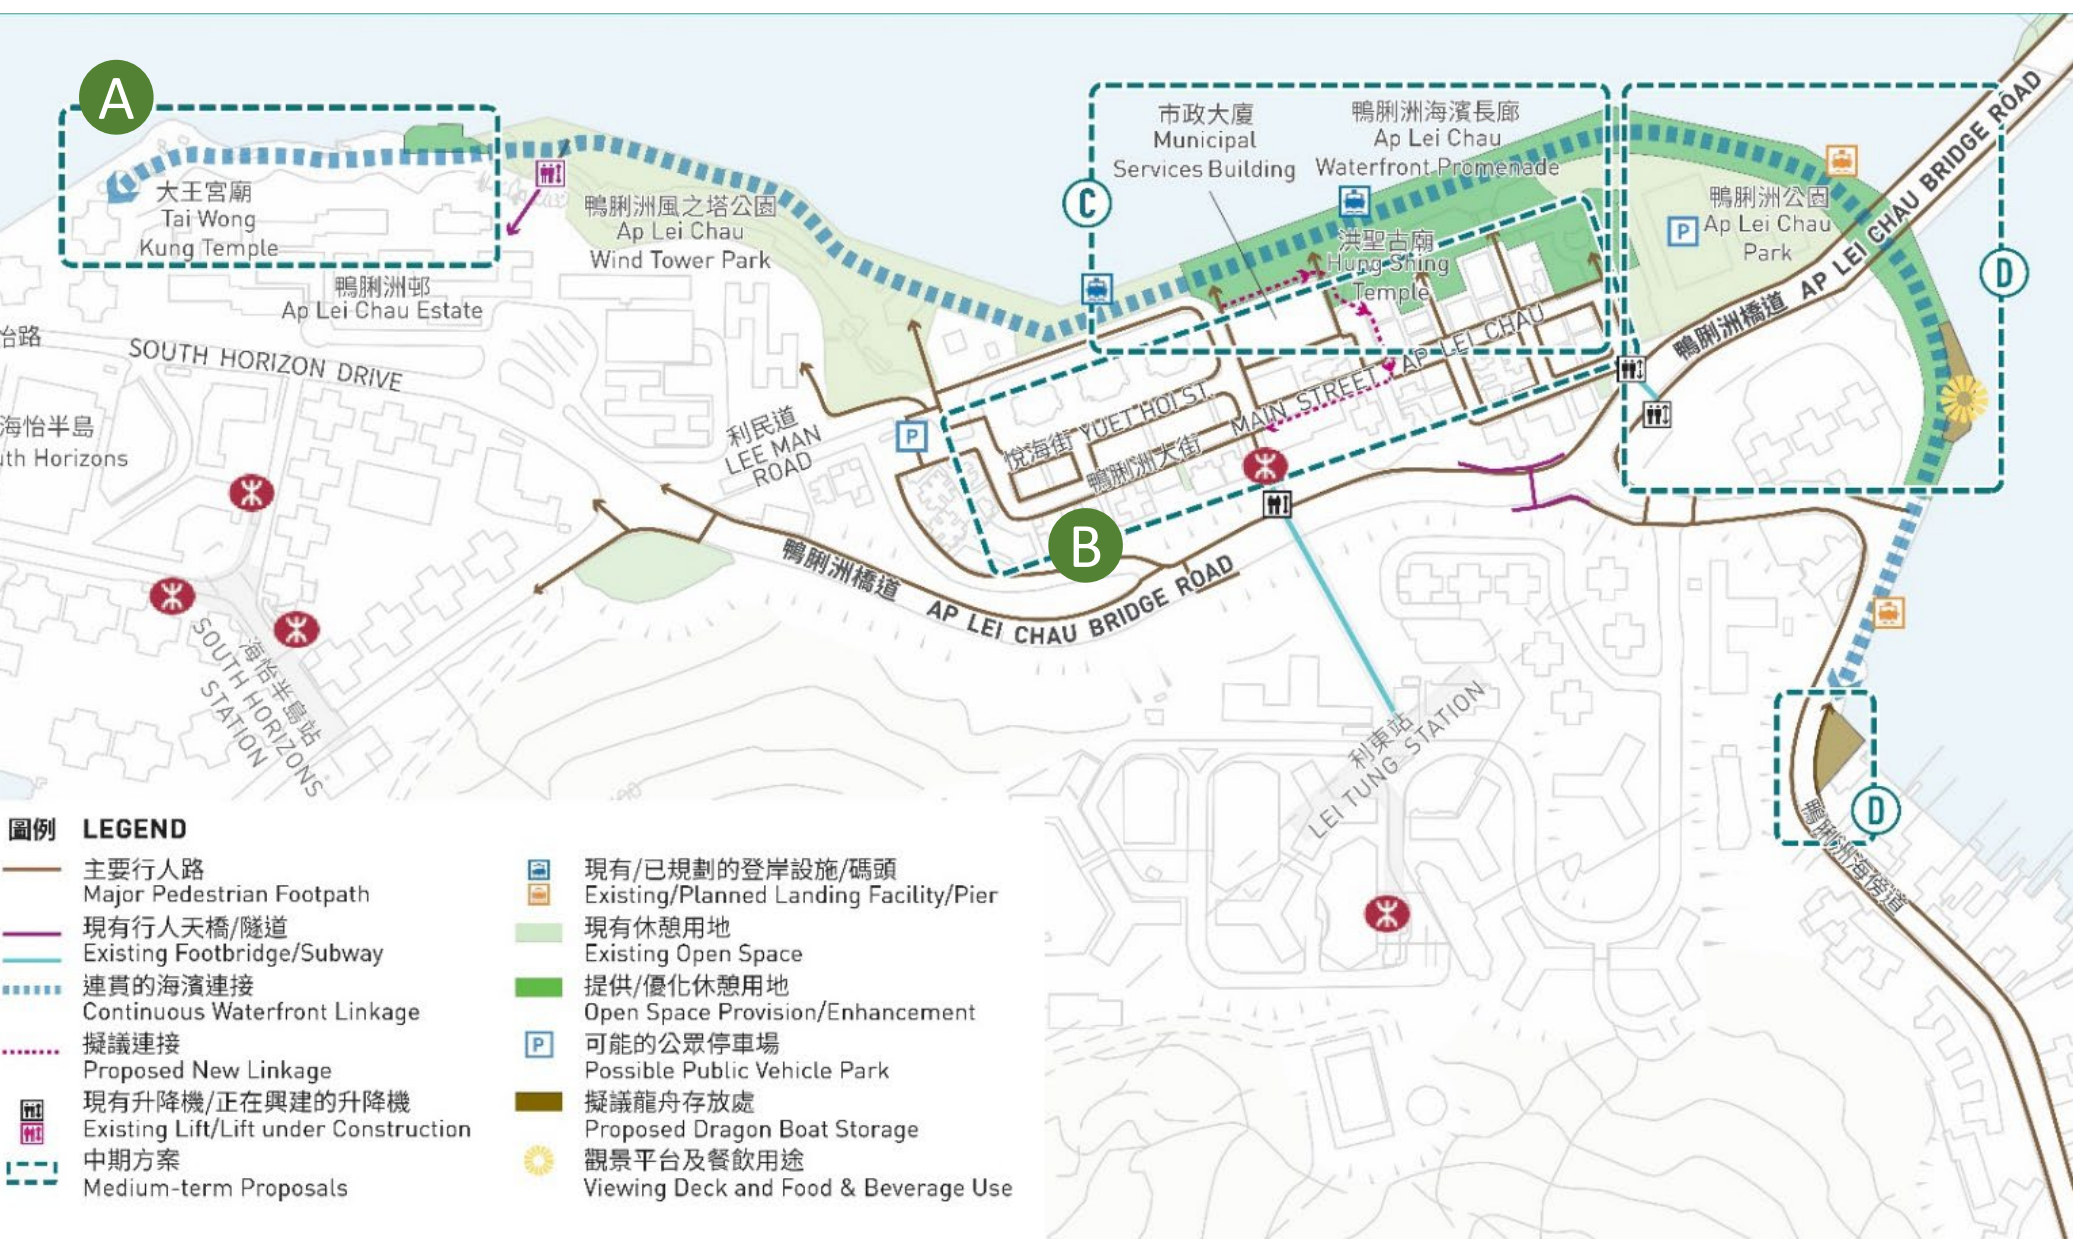 A
大王宮廟
Tai Wong
Kung Temple
鴨脷洲邨
Ap Lei Chau Estate
怡路
SOUTH HORIZON DRIVE
海怡半島
uth Horizons
鴨脷洲風之塔公園
Ap Lei Chau
Wind Tower Park
C
市政大廈
Municipal
Services Building
鴨脷洲海濱長廊
Ap Lei Chau
Waterfront Promenade
洪聖古廟
Hung Shing
Temple
P
鴨脷洲公園
Ap Lei Chau
Park
D
鴨脷洲橋道 AP LEI CHAU BRIDGE ROAD
利民道
LEE MAN
ROAD
P
悅海街 YUET HOI ST.
鴨脷洲大街 MAIN STREET AP LEI CHAU
B
鴨脷洲橋道 AP LEI CHAU BRIDGE ROAD
海怡半島站
SOUTH HORIZONS
STATION
利東站
LEI TUNG STATION
D
鴨脷洲海傍道
圖例 LEGEND
主要行人路
Major Pedestrian Footpath
現有行人天橋/隧道
Existing Footbridge/Subway
連貫的海濱連接
Continuous Waterfront Linkage
擬議連接
Proposed New Linkage
現有升降機/正在興建的升降機
Existing Lift/Lift under Construction
中期方案
Medium-term Proposals
現有/已規劃的登岸設施/碼頭
Existing/Planned Landing Facility/Pier
現有休憩用地
Existing Open Space
提供/優化休憩用地
Open Space Provision/Enhancement
P
可能的公眾停車場
Possible Public Vehicle Park
擬議龍舟存放處
Proposed Dragon Boat Storage
觀景平台及餐飲用途
Viewing Deck and Food & Beverage Use